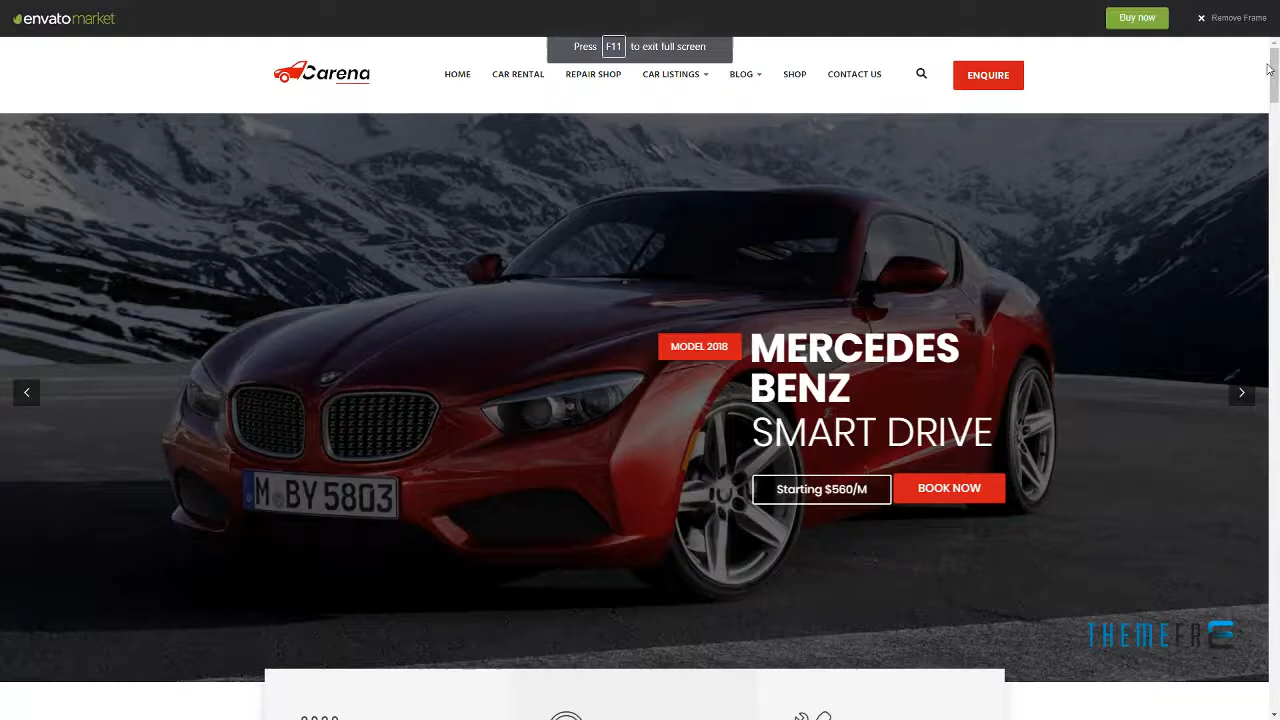 envato market
Buy now
× Remove Frame
Press F11 to exit full screen
Carena
HOME
CAR RENTAL
REPAIR SHOP
CAR LISTINGS
BLOG
SHOP
CONTACT US
ENQUIRE
MODEL 2018
MERCEDES
BENZ
SMART DRIVE
Starting $560/M
BOOK NOW
M BY 5803
THEMEFRE